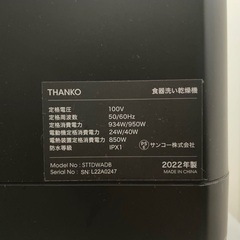 THANKO 食器洗い乾燥機
定格電圧 100V
定格周波数 50/60Hz
定格消費電力 934W/950W
電動機定格消費電力 24W/40W
電熱装置定格消費電力 850W
防水等級 IPX1
サンコー株式会社
Model No.: STTDWADB
Serial No.: SN: L22A0247
2022年製
MADE IN CHINA